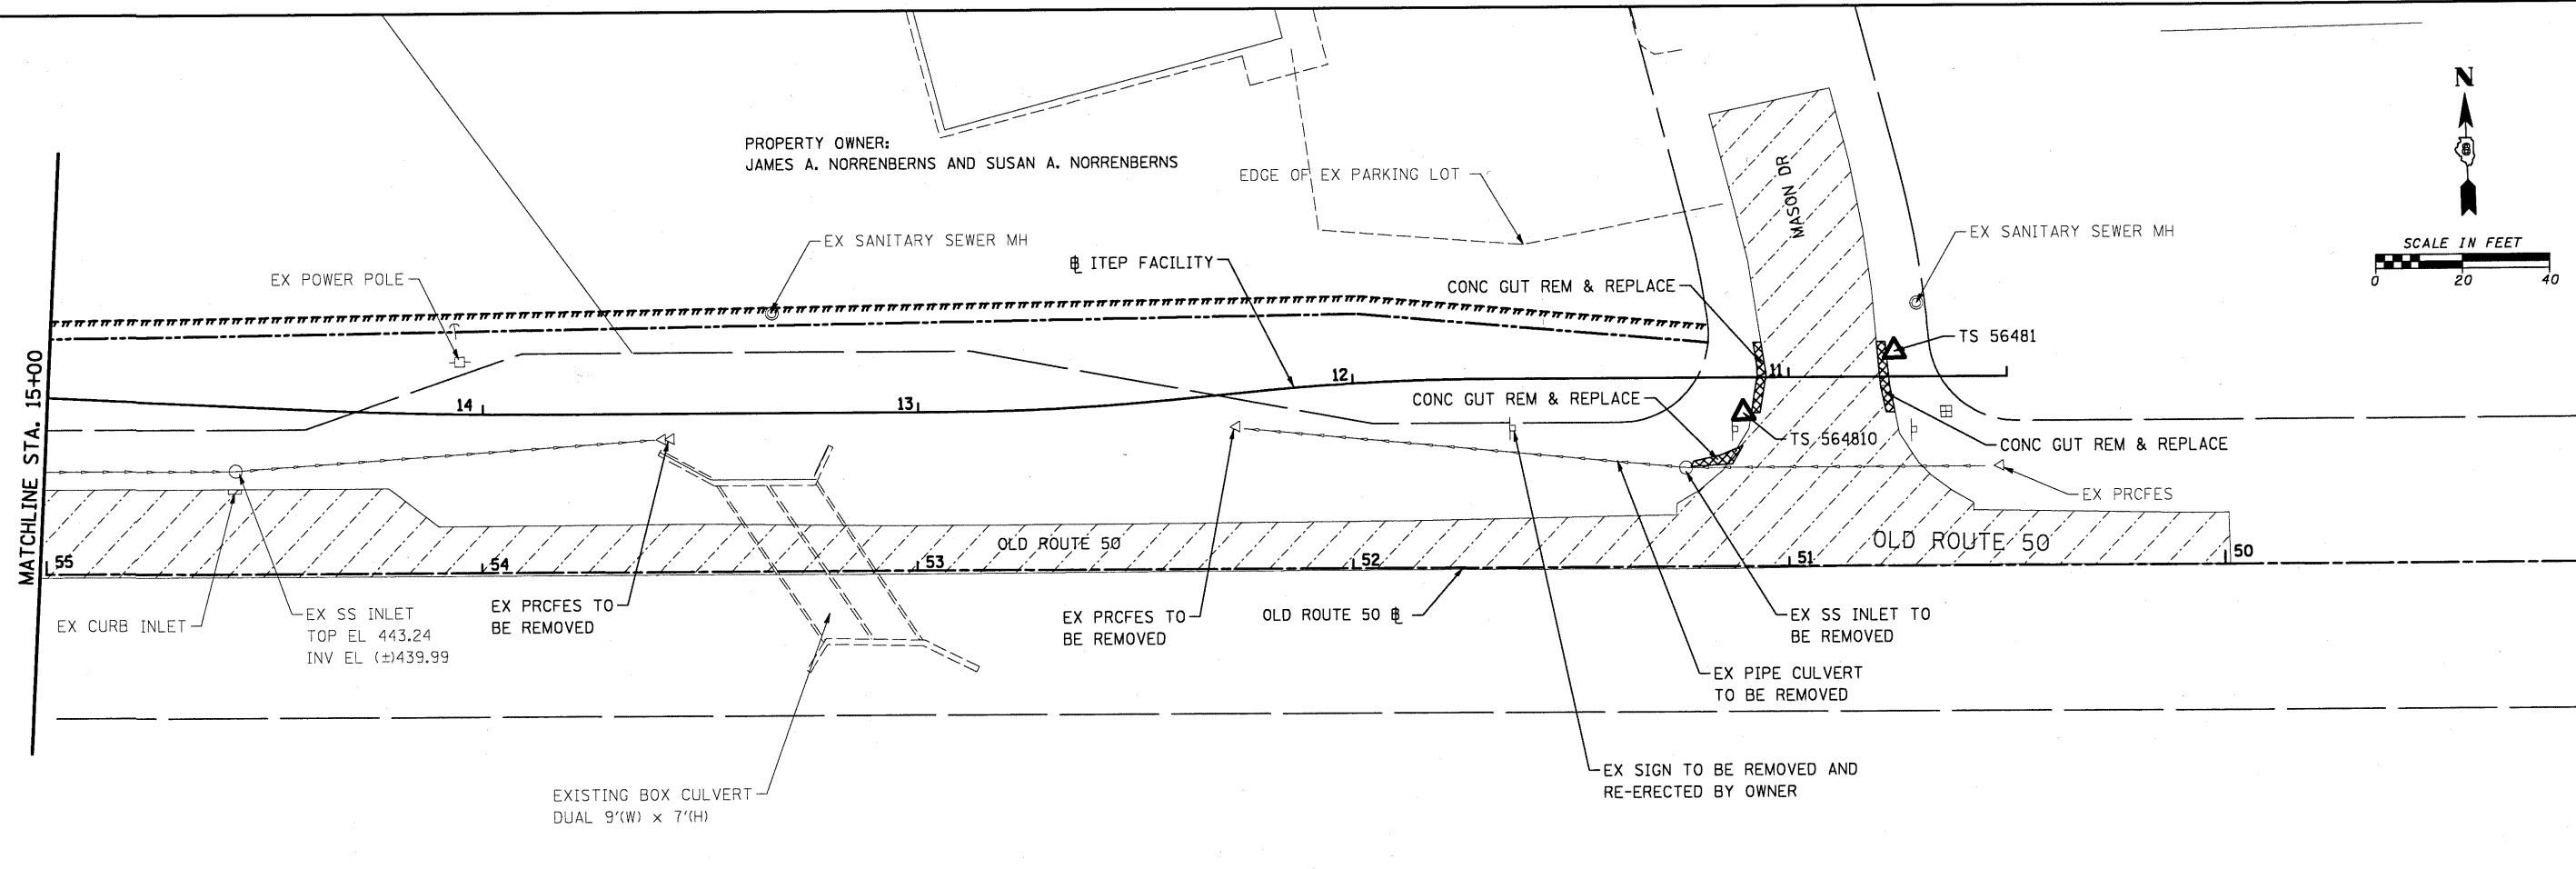 PROPERTY OWNER:
JAMES A. NORRENBERNS AND SUSAN A. NORRENBERNS
EDGE OF EX PARKING LOT
MASON DR
N
SCALE IN FEET
0 20 40
EX SANITARY SEWER MH
EX SANITARY SEWER MH
EX POWER POLE
℄ ITEP FACILITY
CONC GUT REM & REPLACE
TS 56481
MATCHLINE STA. 15+00
14
13
12
11
CONC GUT REM & REPLACE
TS 564810
CONC GUT REM & REPLACE
EX PRCFES
OLD ROUTE 50
OLD ROUTE 50
55
54
53
52
51
50
EX CURB INLET
EX SS INLET
TOP EL 443.24
INV EL (±)439.99
EX PRCFES TO
BE REMOVED
EX PRCFES TO
BE REMOVED
OLD ROUTE 50 ℄
EX SS INLET TO
BE REMOVED
EX PIPE CULVERT
TO BE REMOVED
EX SIGN TO BE REMOVED AND
RE-ERECTED BY OWNER
EXISTING BOX CULVERT
DUAL 9'(W) x 7'(H)